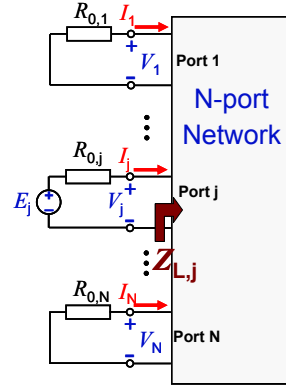 R0,1
I1
+
V1
-
Port 1
N-port
Network
R0,j
Ij
+
Ej
Vj
-
Port j
ZL,j
R0,N
IN
+
VN
-
Port N